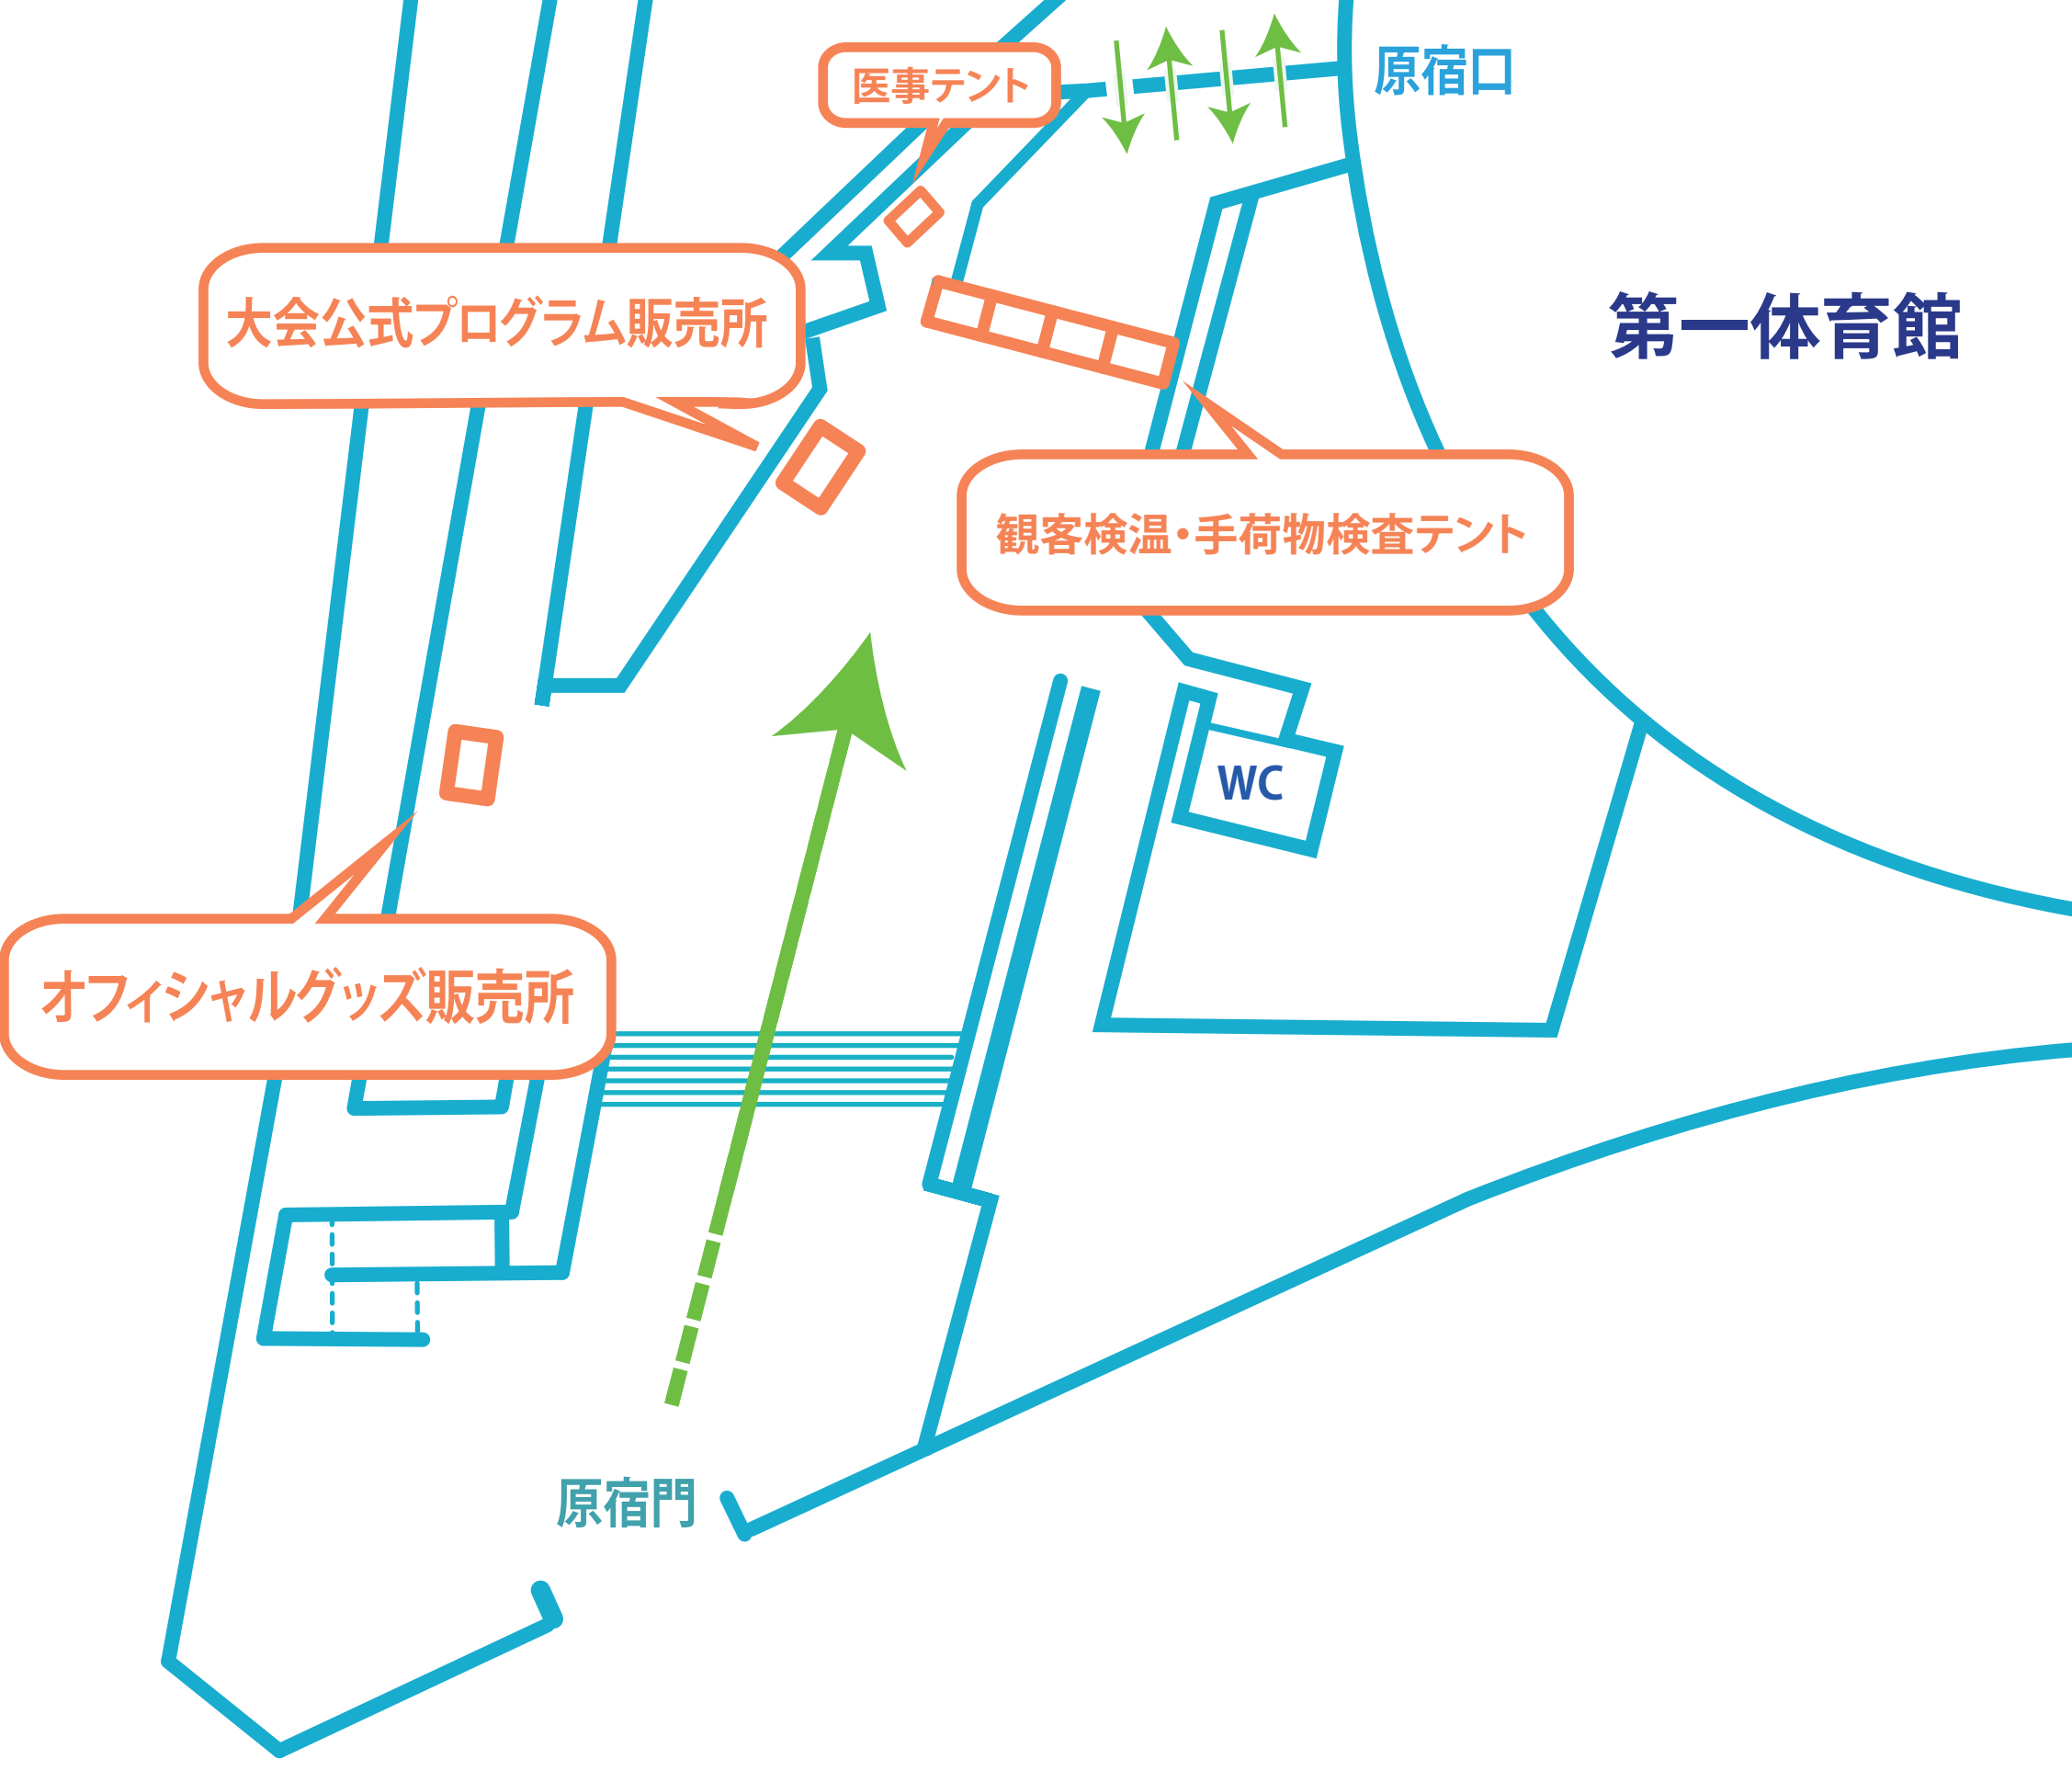 医事テント
原宿口
大会公式プログラム販売所
第一体育館
観客検温・手荷物検査テント
WC
オフィシャルグッズ販売所
原宿門